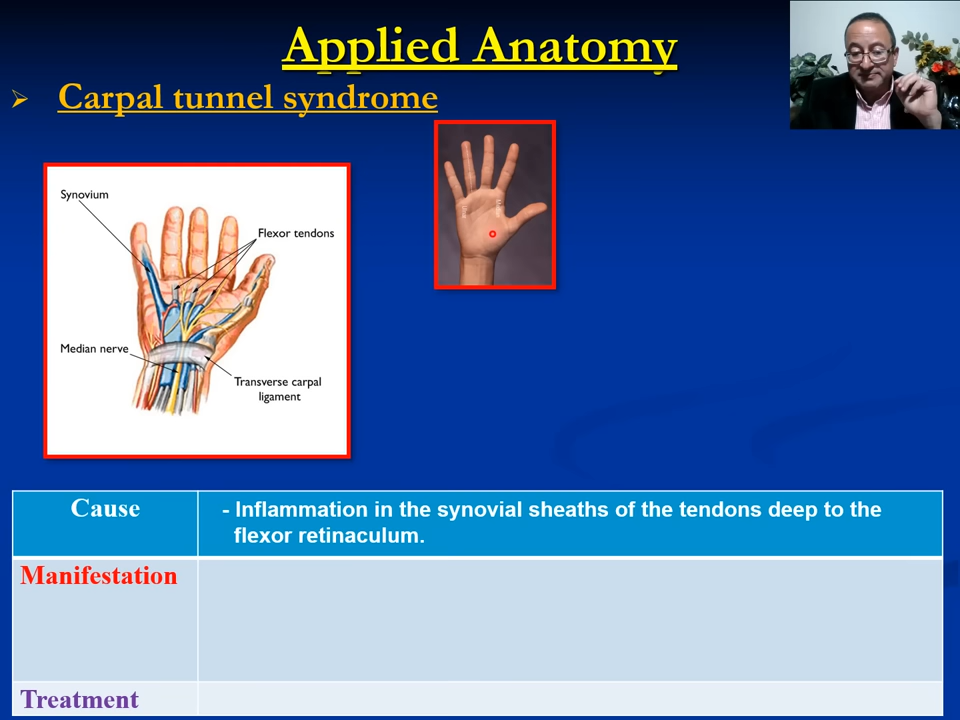 Applied Anatomy
Carpal tunnel syndrome
Synovium
Flexor tendons
Median nerve
Transverse carpal
ligament
Cause
- Inflammation in the synovial sheaths of the tendons deep to the
flexor retinaculum.
Manifestation
Treatment